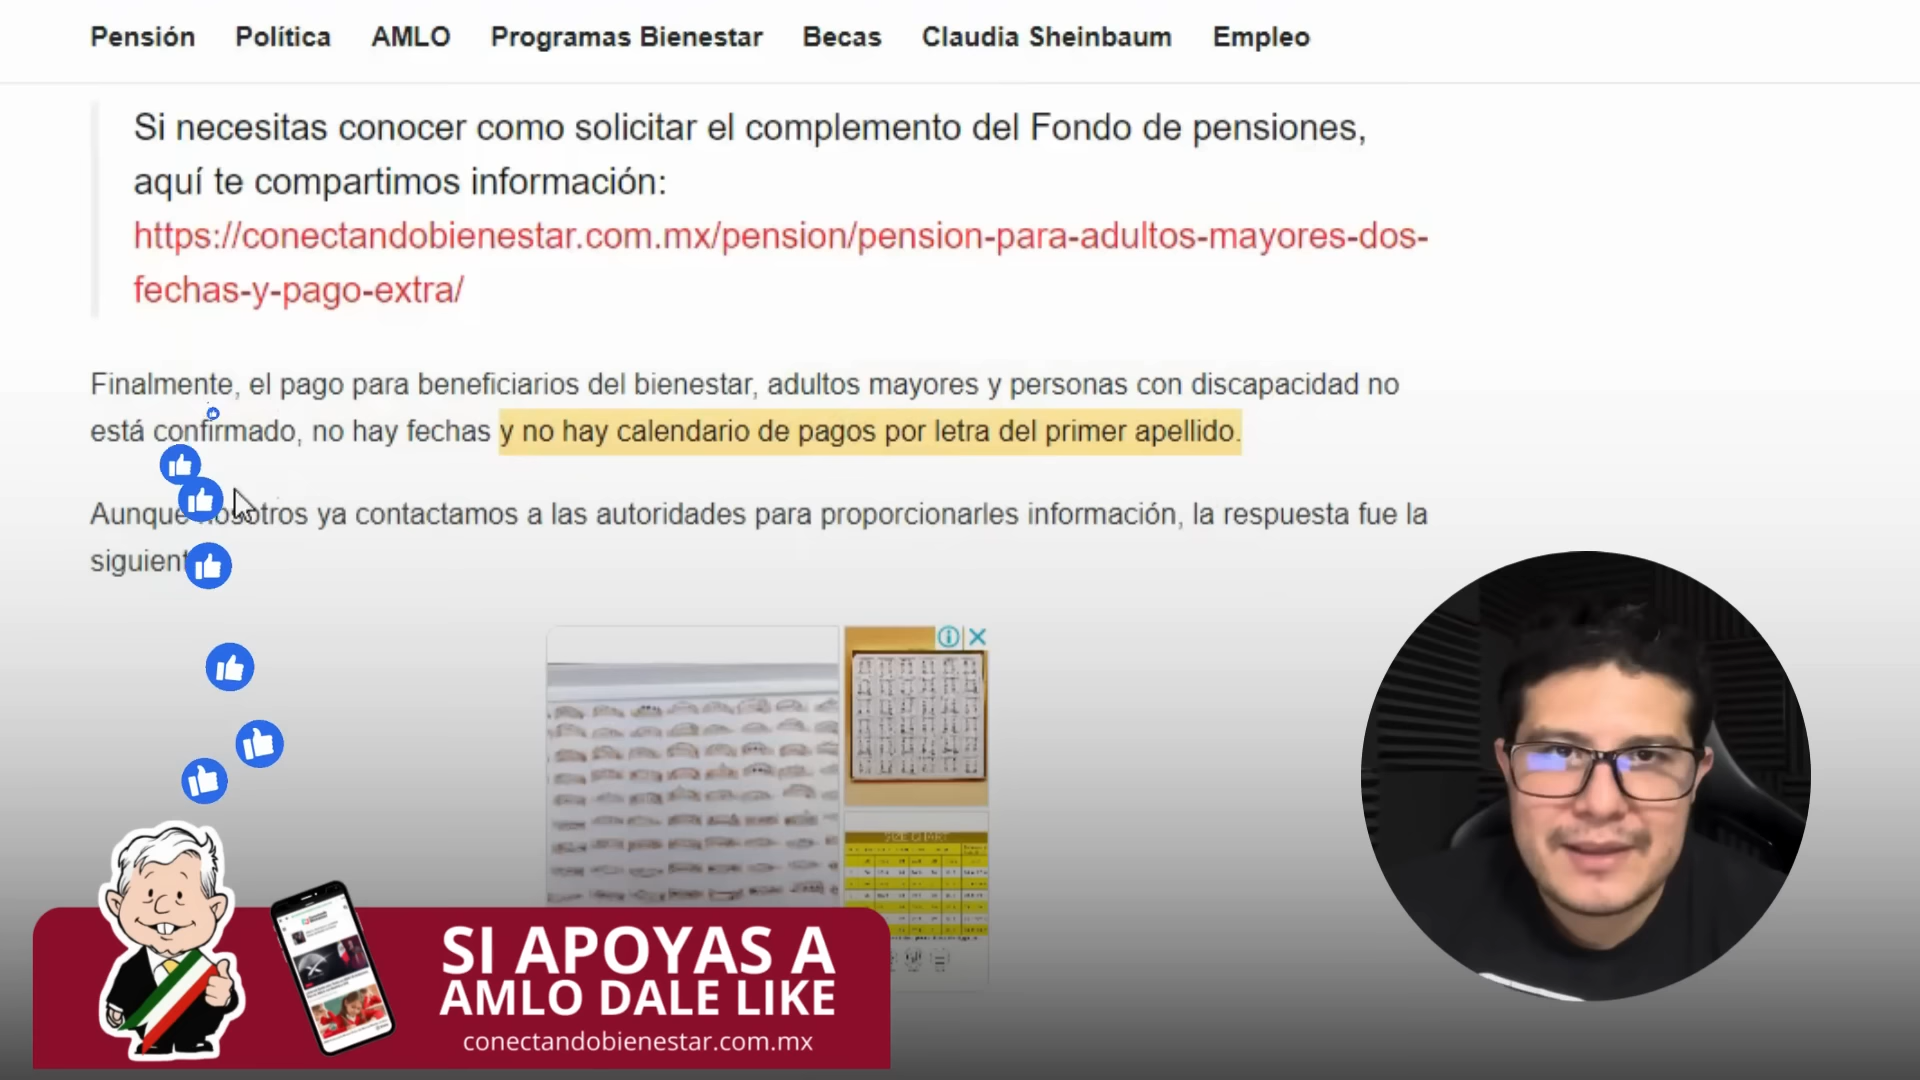 Pensión Política AMLO Programas Bienestar Becas Claudia Sheinbaum Empleo
Si necesitas conocer como solicitar el complemento del Fondo de pensiones,
aquí te compartimos información:
https://conectandobienestar.com.mx/pension/pension-para-adultos-mayores-dos-
fechas-y-pago-extra/
Finalmente, el pago para beneficiarios del bienestar, adultos mayores y personas con discapacidad no
está confirmado, no hay fechas y no hay calendario de pagos por letra del primer apellido.
Aunque nosotros ya contactamos a las autoridades para proporcionarles información, la respuesta fue la
SIZE CHART
SI APOYAS A
AMLO DALE LIKE
conectandobienestar.com.mx